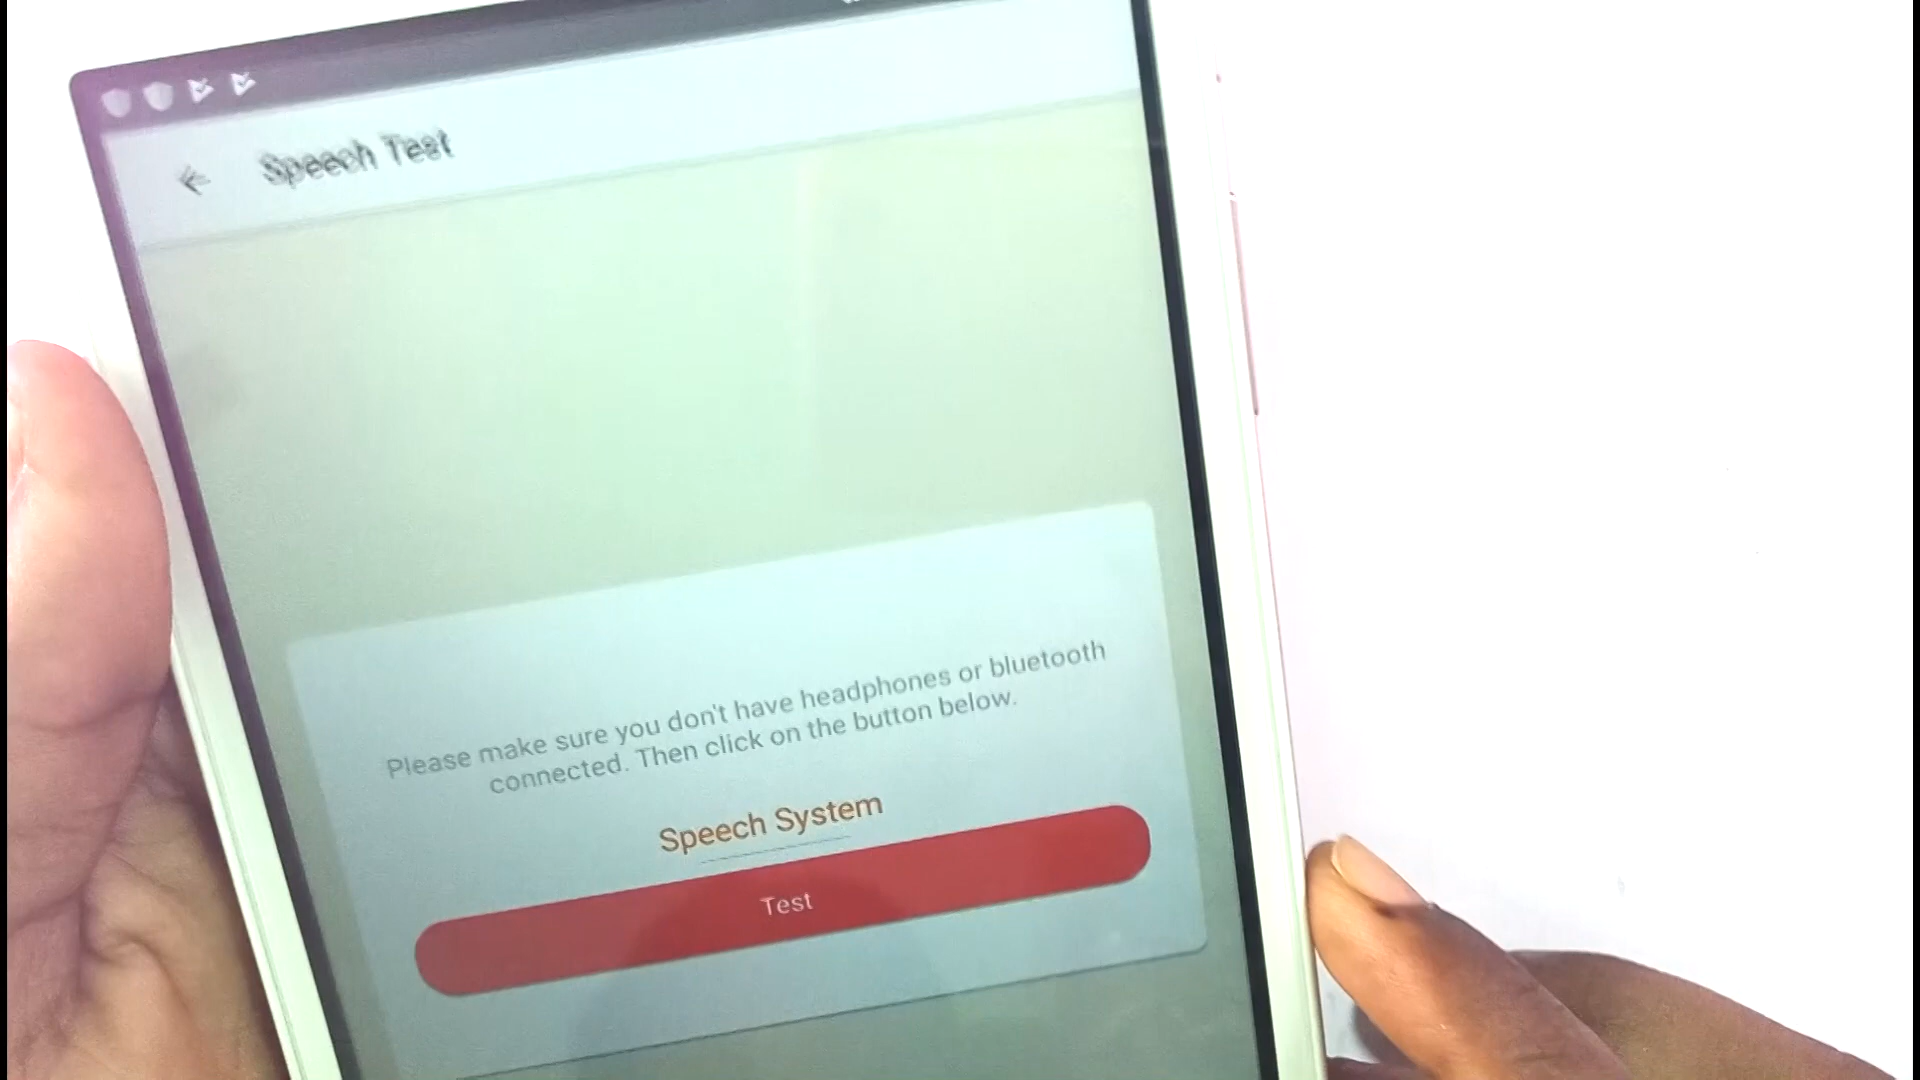 Speech Test
Please make sure you don't have headphones or bluetooth
connected. Then click on the button below.
Speech System
Test